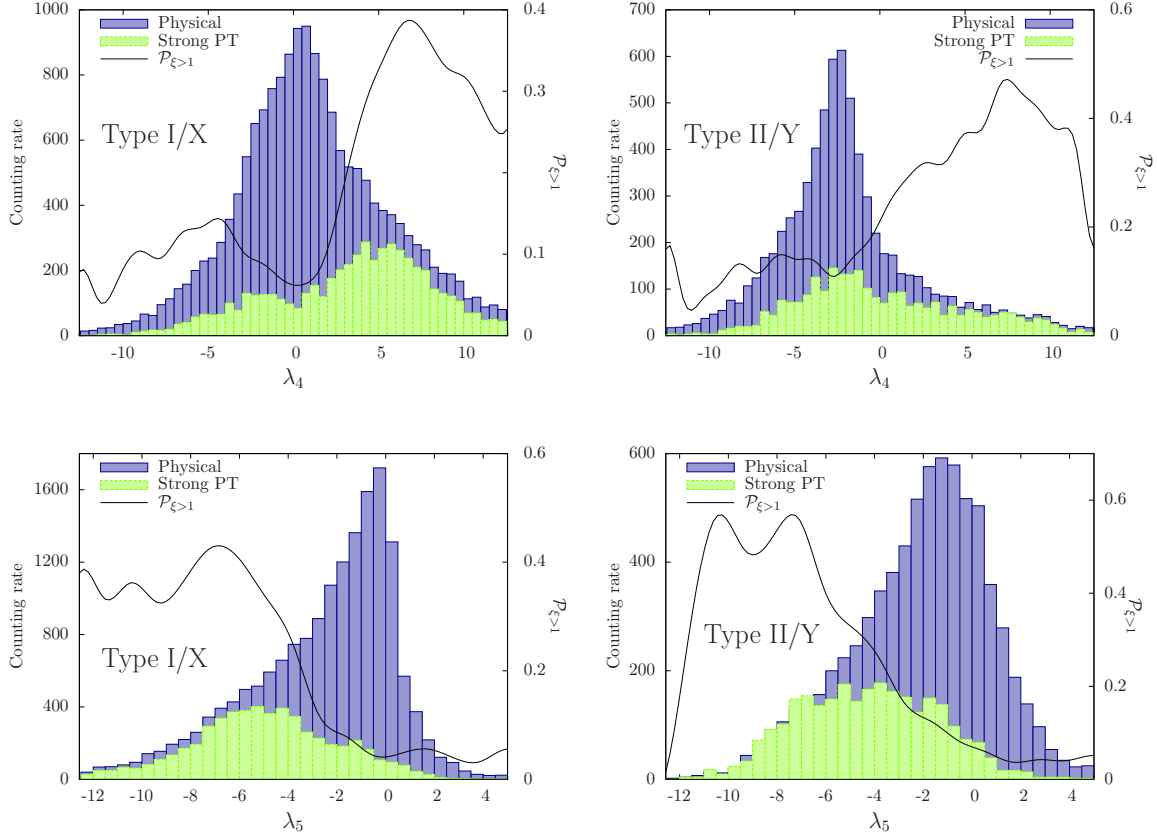 1000
800
600
400
200
0
-10 -5 0 5 10
0
0.1
0.2
0.3
0.4
Counting rate
𝒫ξ>1
λ4
Type I/X
Physical
Strong PT
𝒫ξ>1
700
600
500
400
300
200
100
0
-10 -5 0 5 10
0
0.2
0.4
0.6
Counting rate
𝒫ξ>1
λ4
Type II/Y
Physical
Strong PT
𝒫ξ>1
1600
1200
800
400
0
-12 -10 -8 -6 -4 -2 0 2 4
0
0.2
0.4
0.6
Counting rate
𝒫ξ>1
λ5
Type I/X
Physical
Strong PT
𝒫ξ>1
600
400
200
0
-12 -10 -8 -6 -4 -2 0 2 4
0
0.2
0.4
0.6
Counting rate
𝒫ξ>1
λ5
Type II/Y
Physical
Strong PT
𝒫ξ>1